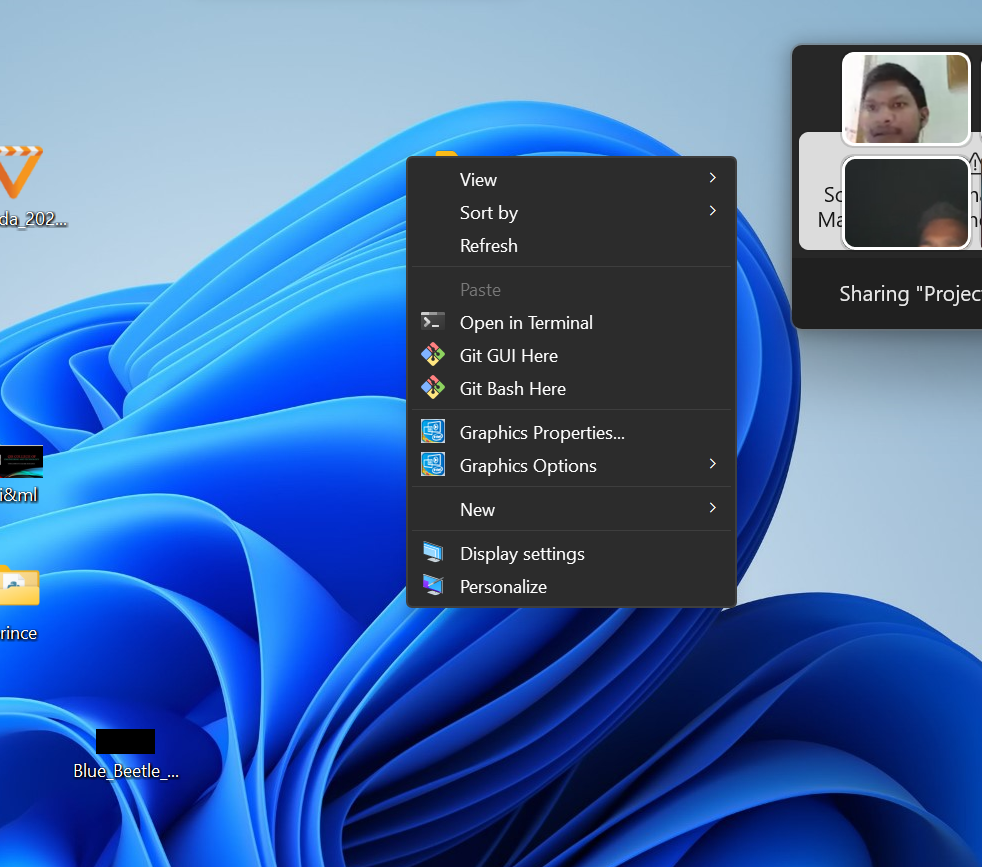 da_202...
i&ml
rince
Blue_Beetle_...
View
Sort by
Refresh
Paste
Open in Terminal
Git GUI Here
Git Bash Here
Graphics Properties...
Graphics Options
New
Display settings
Personalize
Sc
Ma
Sharing "Projec